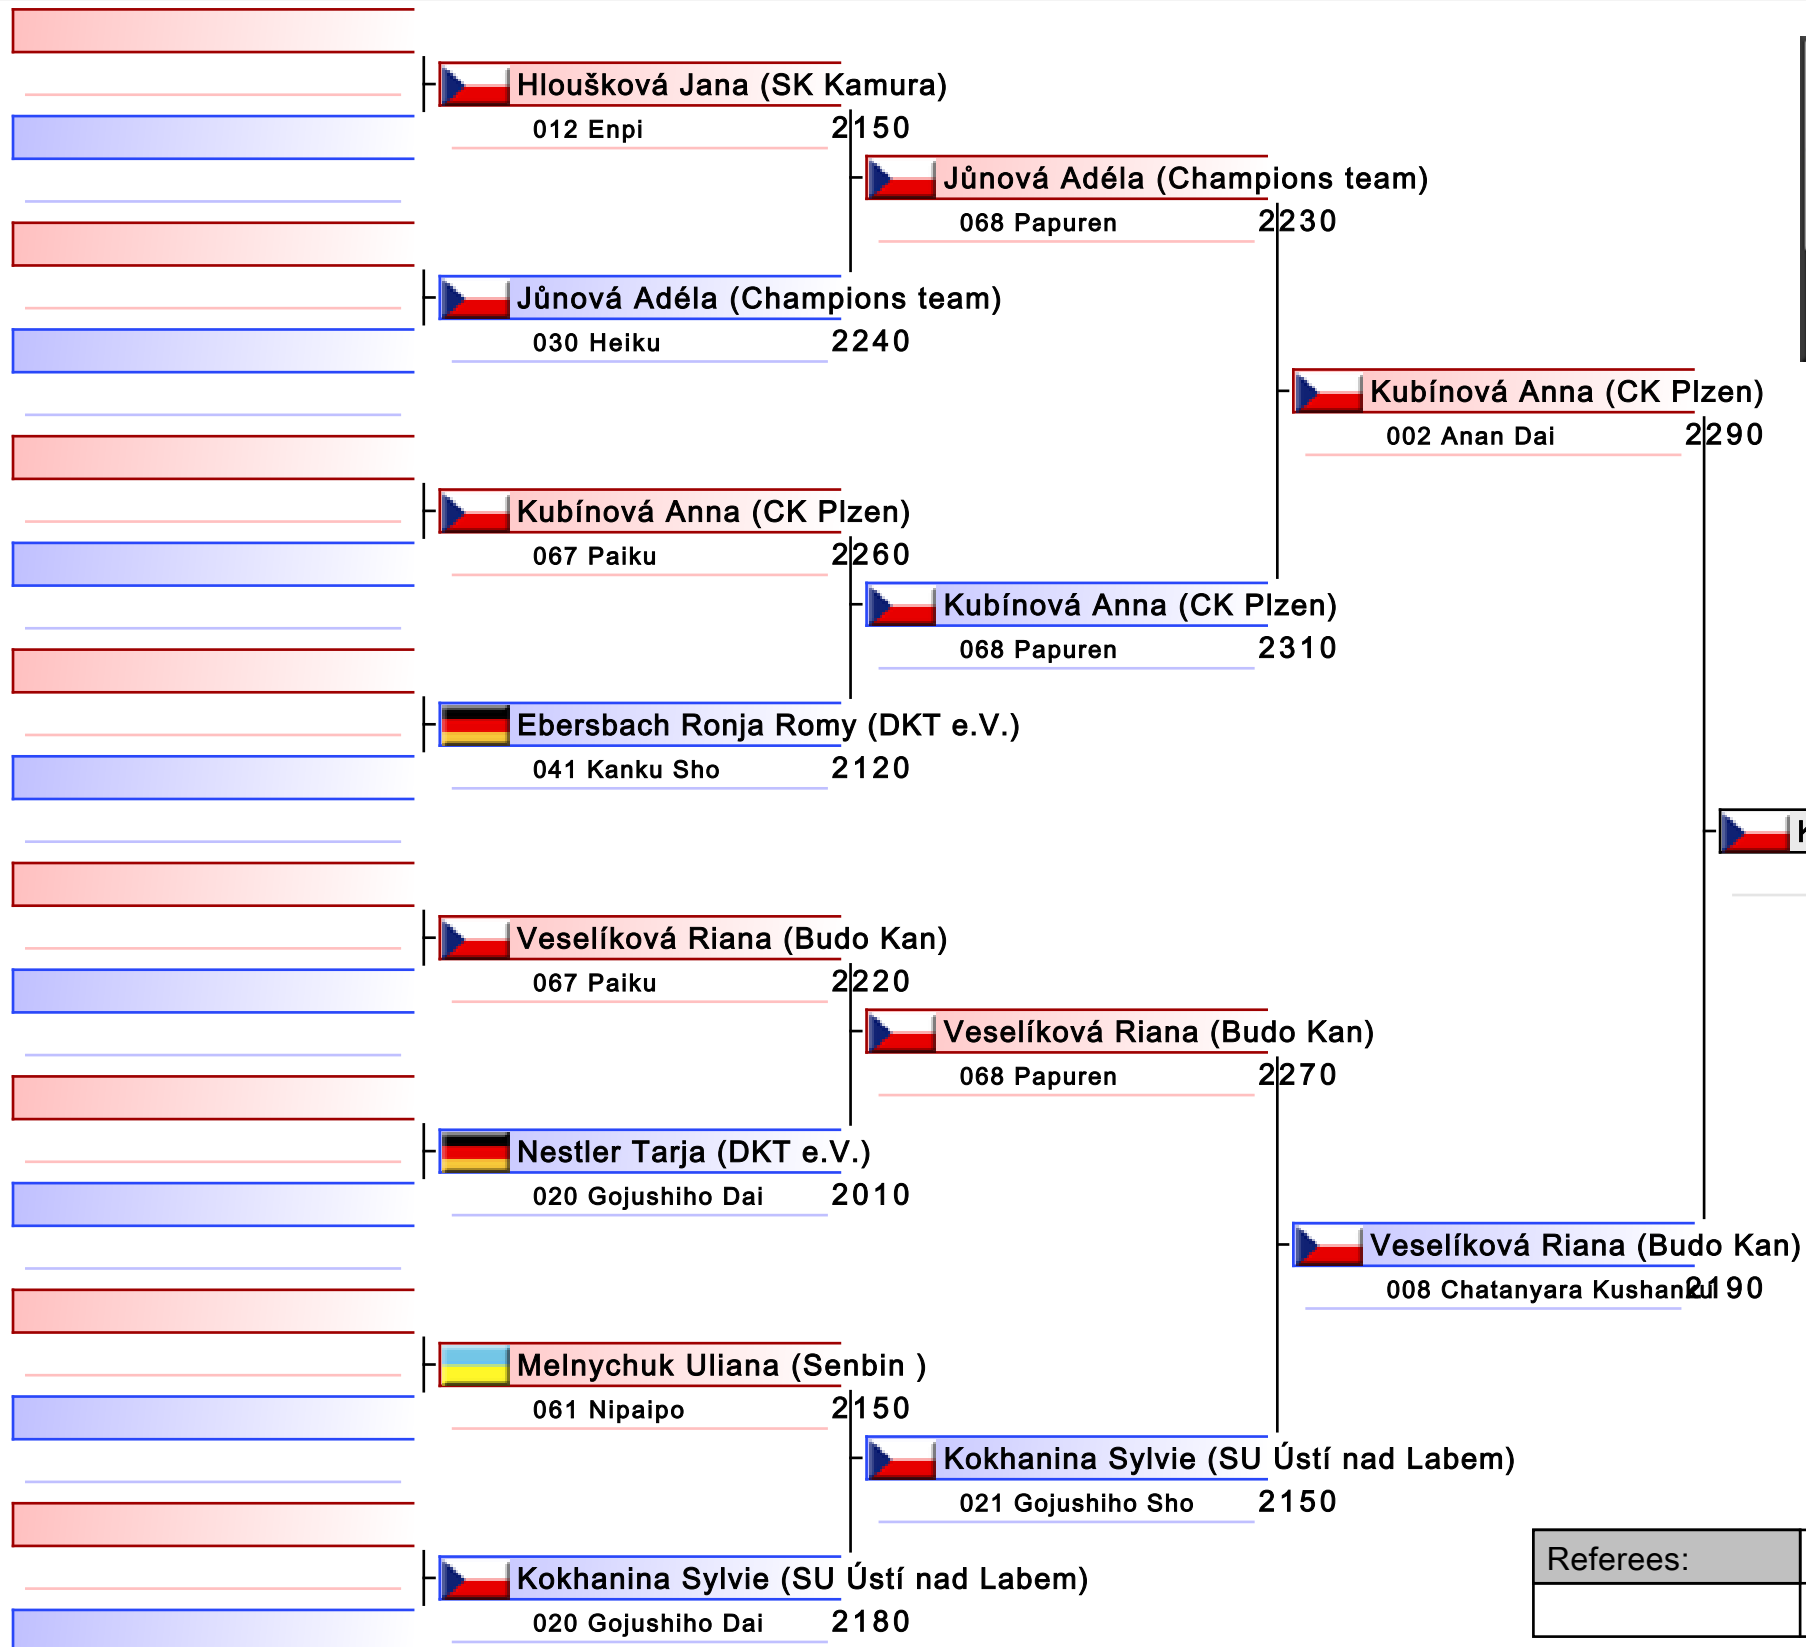 Hloušková Jana (SK Kamura)
012 Enpi 2150
Jůnová Adéla (Champions team)
068 Papuren 2230
Jůnová Adéla (Champions team)
030 Heiku 2240
Kubínová Anna (CK Plzen)
002 Anan Dai 2290
Kubínová Anna (CK Plzen)
067 Paiku 2260
Kubínová Anna (CK Plzen)
068 Papuren 2310
Ebersbach Ronja Romy (DKT e.V.)
041 Kanku Sho 2120
Veselíková Riana (Budo Kan)
067 Paiku 2220
Veselíková Riana (Budo Kan)
068 Papuren 2270
Nestler Tarja (DKT e.V.)
020 Gojushiho Dai 2010
Veselíková Riana (Budo Kan)
008 Chatanyara Kushanku 2190
Melnychuk Uliana (Senbin )
061 Nipaipo 2150
Kokhanina Sylvie (SU Ústí nad Labem)
021 Gojushiho Sho 2150
Kokhanina Sylvie (SU Ústí nad Labem)
020 Gojushiho Dai 2180
Referees: